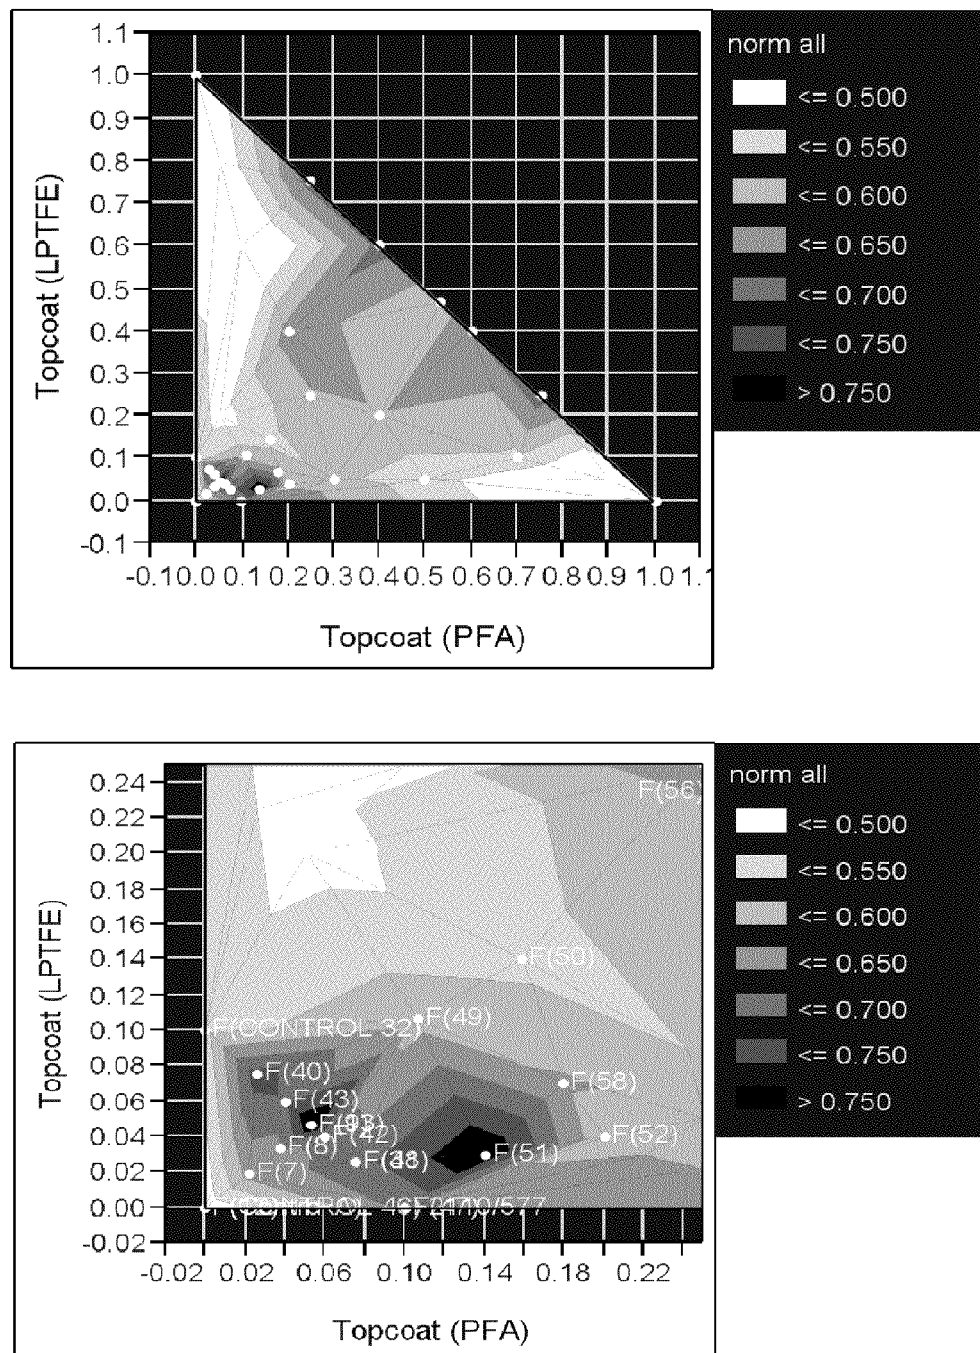 norm all
<= 0.500
<= 0.550
<= 0.600
<= 0.650
<= 0.700
<= 0.750
> 0.750
1.1
1.0
0.9
0.8
0.7
0.6
0.5
0.4
0.3
0.2
0.1
0.0
-0.1
Topcoat (LPTFE)
-0.1 0.0 0.1 0.2 0.3 0.4 0.5 0.6 0.7 0.8 0.9 1.0 1.1
Topcoat (PFA)
norm all
<= 0.500
<= 0.550
<= 0.600
<= 0.650
<= 0.700
<= 0.750
> 0.750
0.24
0.22
0.20
0.18
0.16
0.14
0.12
0.10
0.08
0.06
0.04
0.02
0.00
-0.02
Topcoat (LPTFE)
F(56)
F(50)
F(49)
F(CONTROL 32)
F(40)
F(58)
F(43)
F(42)
F(52)
F(8)
F(51)
F(7)
-0.02 0.02 0.06 0.10 0.14 0.18 0.22
Topcoat (PFA)